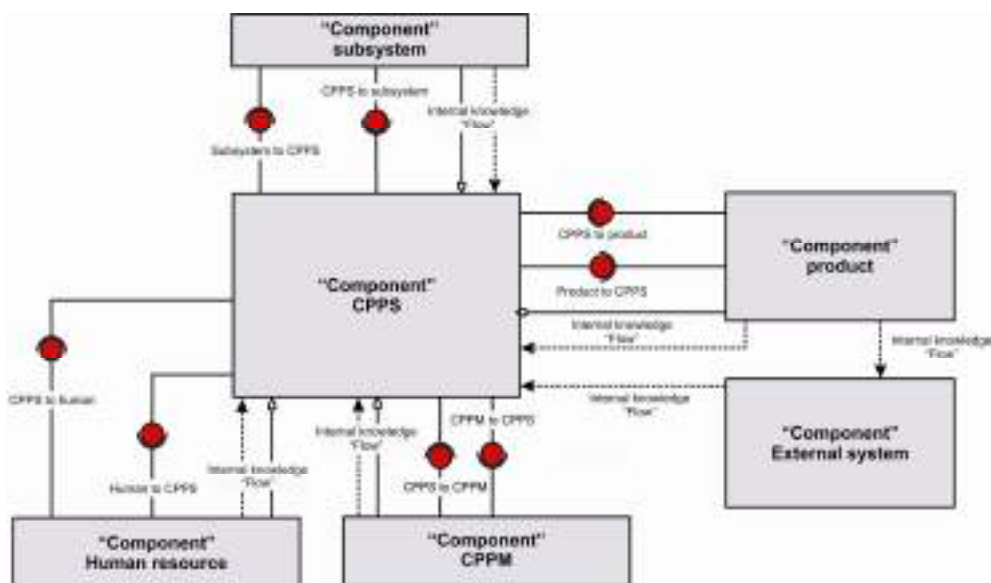 "Component"
subsystem
CPPS to subsystem
Internal knowledge
"Flow"
Subsystem to CPPS
CPPS to product
"Component"
product
"Component"
CPPS
Product to CPPS
Internal knowledge
"Flow"
Internal knowledge
"Flow"
CPPS to human
Internal knowledge
"Flow"
CPPM to CPPS
Internal knowledge
"Flow"
"Component"
External system
Human to CPPS
Internal knowledge
"Flow"
CPPS to CPPM
"Component"
Human resource
"Component"
CPPM